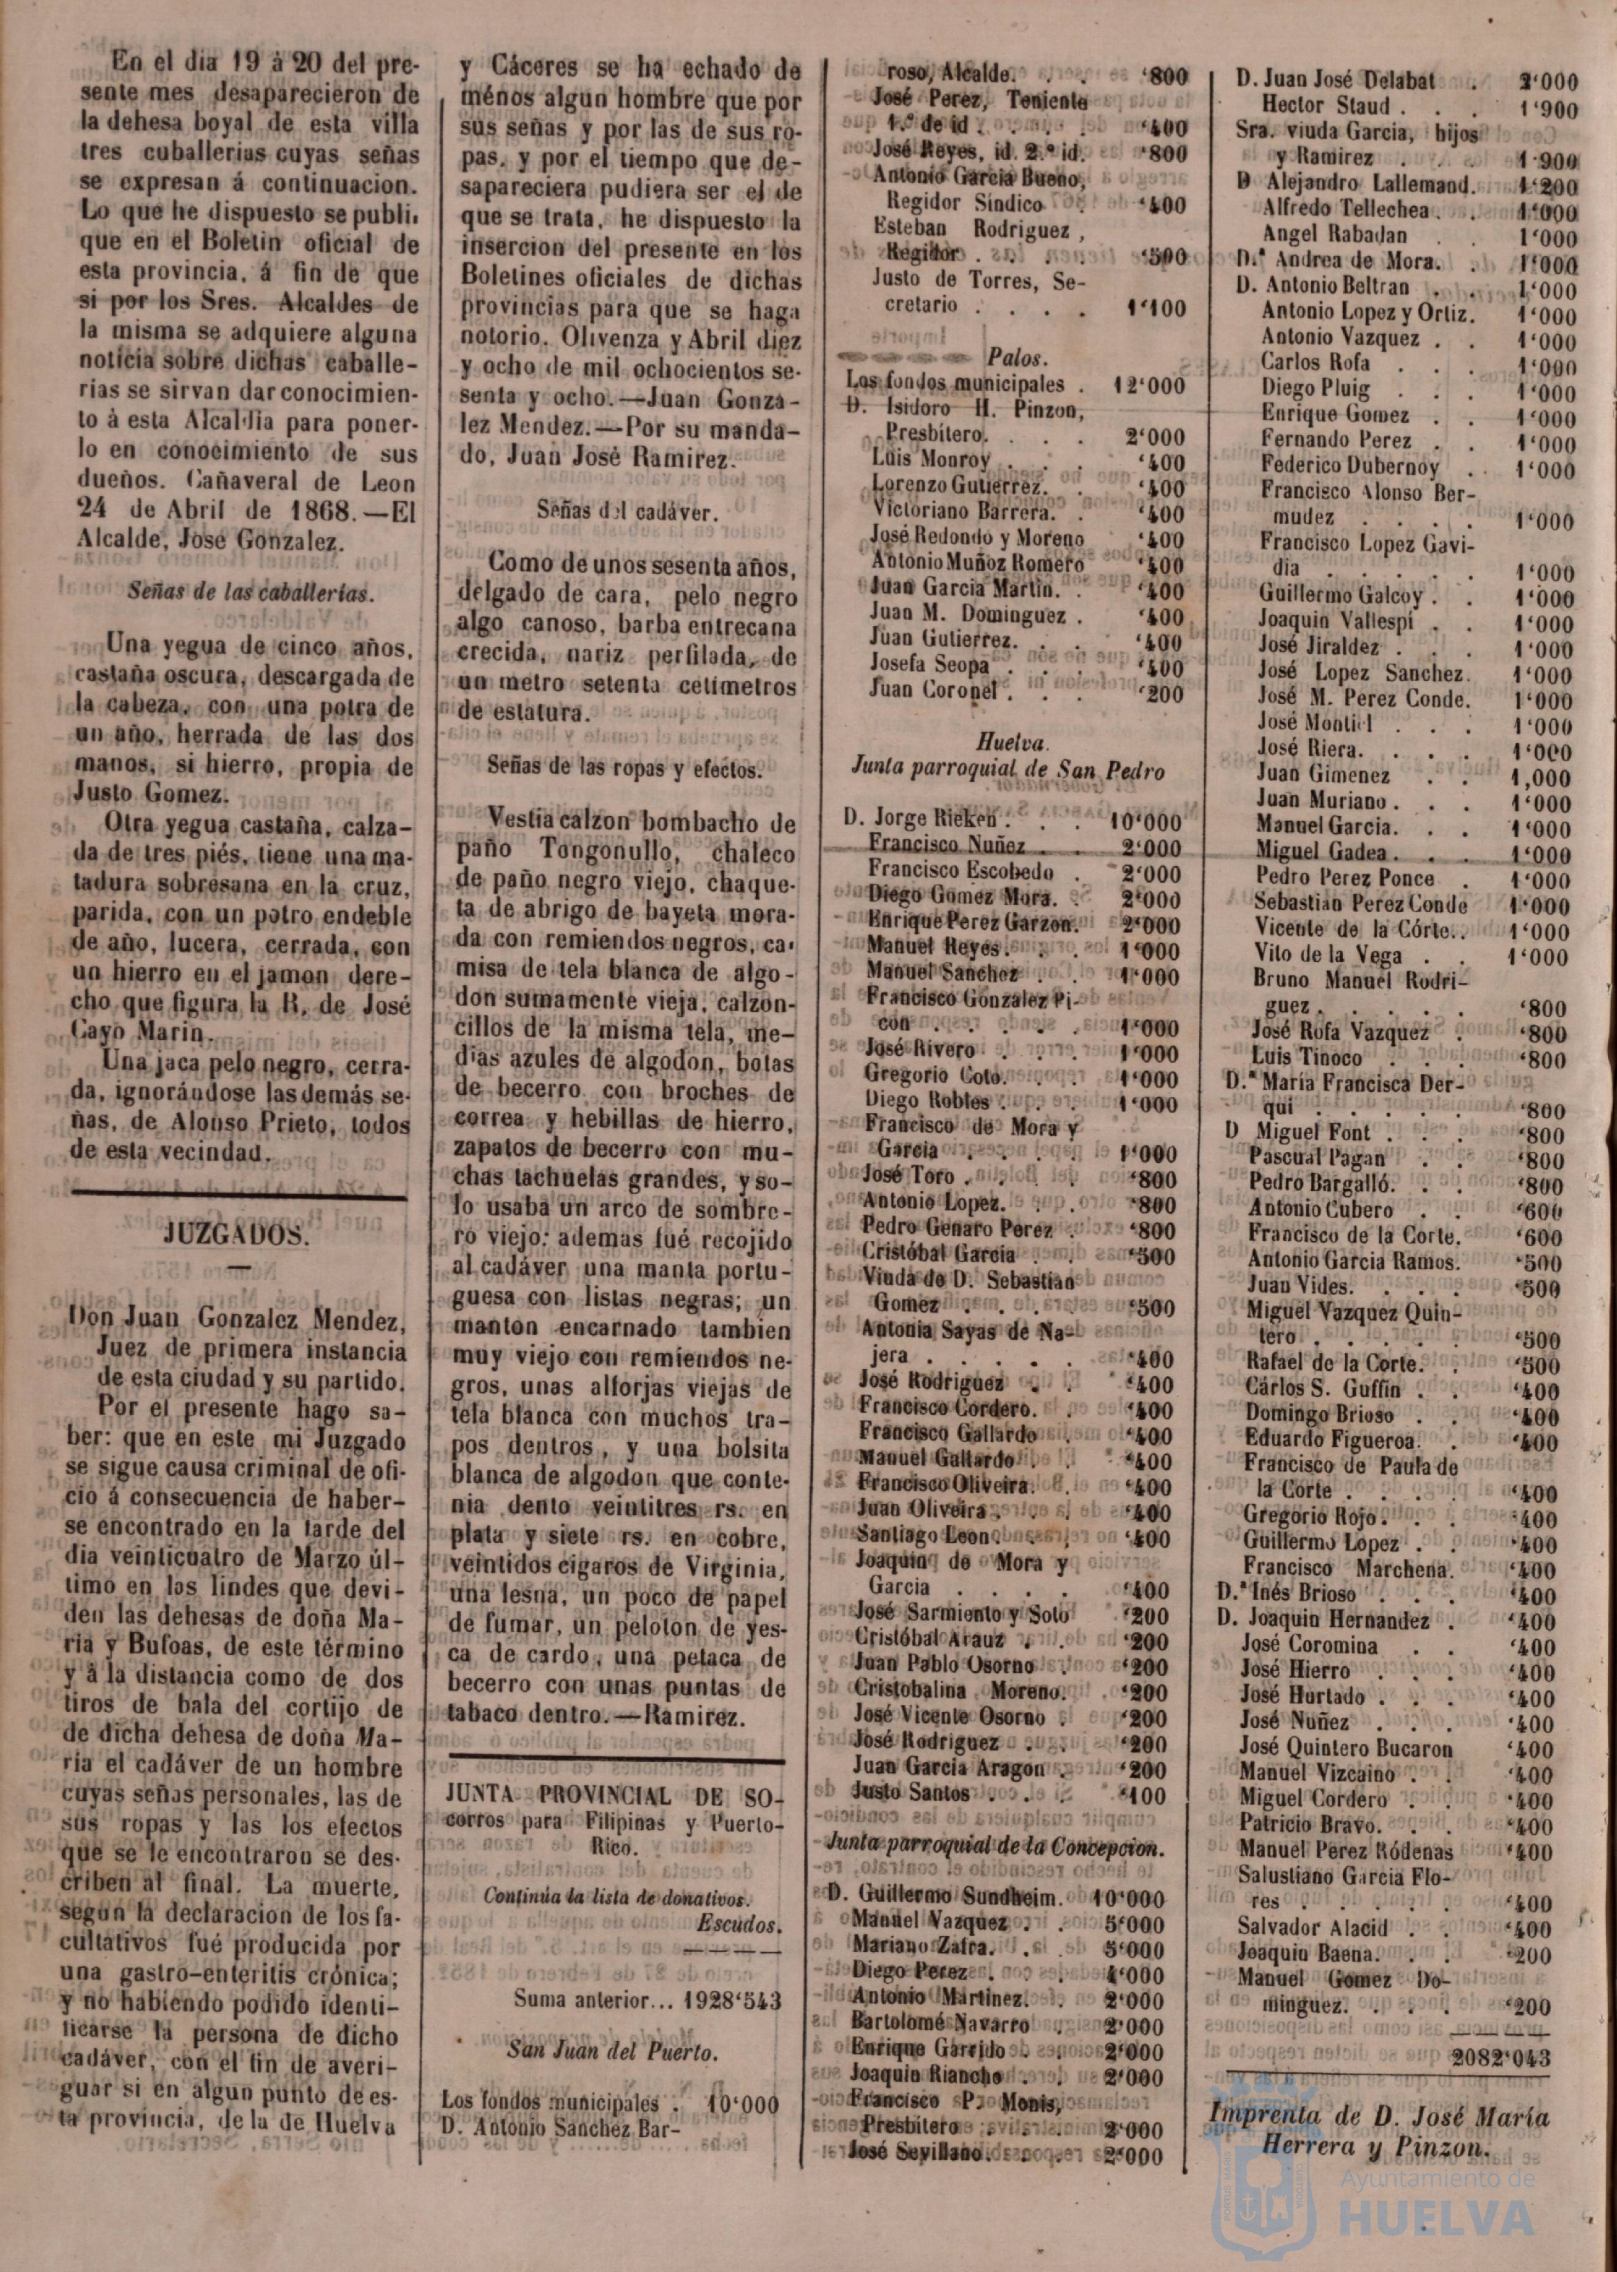 En el dia 19 á 20 del pre-
sente mes desaparecieron de
la dehesa boyal de esta villa
tres cuballerias cuyas señas
se expresan á continuacion.
Lo que he dispuesto se publi,
que en el Boletin oficial de
esta provincia, á fin de que
si por los Sres. Alcaldes de
la misma se adquiere alguna
noticia sobre dichas caballe-
rias se sirvan dar conocimien-
to á esta Alcaldia para poner-
lo en conocimiento de sus
dueños. Cañaveral de Leon
24 de Abril de 1868.—El
Alcalde, José Gonzalez.
Señas de las caballerias.
Una yegua de cinco años,
castaña oscura, descargada de
la cabeza, con una potra de
un año, herrada de las dos
manos, si hierro, propia de
Justo Gomez.
Otra yegua castaña, calza-
da de tres piés, tiene una ma-
tadura sobresana en la cruz,
parida, con un potro endeble
de año, lucera, cerrada, con
un hierro en el jamon dere-
cho que figura la R, de José
Cayo Marin.
Una jaca pelo negro, cerra-
da, ignorándose las demás se-
ñas, de Alonso Prieto, todos
de esta vecindad.
JUZGADOS.
Don Juan Gonzalez Mendez,
Juez de primera instancia
de esta ciudad y su partido.
Por el presente hago sa-
ber: que en este mi Juzgado
se sigue causa criminal de ofi-
cio á consecuencia de haber-
se encontrado en la tarde del
dia veinticuatro de Marzo úl-
timo en los lindes que devi-
den las dehesas de doña Ma-
ria y Bufoas, de este término
y á la distancia como de dos
tiros de bala del cortijo de
de dicha dehesa de doña Ma-
ria el cadáver de un hombre
cuyas señas personales, las de
sus ropas y las los efectos
que se le encontraron se des-
criben al final. La muerte,
segun la declaracion de los fa-
cultativos fué producida por
una gastro-enteritis crónica;
y no habiendo podido identi-
ficarse la persona de dicho
cadáver, con el fin de averi-
guar si en algun punto de es-
ta provincia, de la de Huelva
y Cáceres se ha echado de
ménos algun hombre que por
sus señas y por las de sus ro-
pas, y por el tiempo que de-
sapareciera pudiera ser el de
que se trata, he dispuesto la
insercion del presente en los
Boletines oficiales de dichas
provincias para que se haga
notorio. Olivenza y Abril diez
y ocho de mil ochocientos se-
senta y ocho.—Juan Gonza-
lez Mendez.—Por su manda-
do, Juan José Ramirez.
Señas del cadáver.
Como de unos sesenta años,
delgado de cara, pelo negro
algo canoso, barba entrecana
crecida, nariz perfilada, de
un metro setenta cetímetros
de estatura.
Señas de las ropas y efectos.
Vestia calzon bombacho de
paño Tongonullo, chaleco
de paño negro viejo, chaque-
ta de abrigo de bayeta mora-
da con remiendos negros, ca-
misa de tela blanca de algo-
don sumamente vieja, calzon-
cillos de la misma tela, me-
dias azules de algodon, botas
de becerro con broches de
correa y hebillas de hierro,
zapatos de becerro con mu-
chas tachuelas grandes, y so-
lo usaba un arco de sombre-
ro viejo: ademas fué recojido
al cadáver una manta portu-
guesa con listas negras; un
manton encarnado tambien
muy viejo con remiendos ne-
gros, unas alforjas viejas de
tela blanca con muchos tra-
pos dentros, y una bolsita
blanca de algodon que conte-
nia dento veintitres rs. en
plata y siete rs. en cobre,
veintidos cigaros de Virginia,
una lesna, un poco de papel
de fumar, un peloton de yes-
ca de cardo, una petaca de
becerro con unas puntas de
tabaco dentro.—Ramirez.
JUNTA PROVINCIAL DE SO-
corros para Filipinas y Puerto-
Rico.
Continúa la lista de donativos.
Escudos.
Suma anterior... 1928'543
San Juan del Puerto.
Los fondos municipales . 10'000
D. Antonio Sanchez Bar-
roso, Alcalde. . . '800
José Perez, Teniente
1.º de id . . . . '400
José Reyes, id. 2.º id. '800
Antonio Garcia Bueno,
Regidor Síndico . '400
Esteban Rodriguez,
Regidor . . . . '500
Justo de Torres, Se-
cretario . . . . 1'100
Palos.
Los fondos municipales . 12'000
D. Isidoro H. Pinzon,
Presbítero. . . . 2'000
Luis Monroy . . . '400
Lorenzo Gutierrez. . '400
Victoriano Barrera. . '400
José Redondo y Moreno '400
Antonio Muñoz Romero '400
Juan Garcia Martin. . '400
Juan M. Dominguez . '400
Juan Gutierrez. . . '400
Josefa Seopa . . . '400
Juan Coronel . . . '200
Huelva.
Junta parroquial de San Pedro
D. Jorge Rieken . . . 10'000
Francisco Nuñez . . 2'000
Francisco Escobedo . 2'000
Diego Gomez Mora. . 2'000
Enrique Perez Garzon. 2'000
Manuel Reyes. . . 1'000
Manuel Sanchez . . 1'000
Francisco Gonzalez Pi-
con . . . . . 1'000
José Rivero . . . 1'000
Gregorio Coto. . . 1'000
Diego Robles . . . 1'000
Francisco de Mora y
Garcia . . . . 1'000
José Toro . . . . '800
Antonio Lopez. . . '800
Pedro Genaro Perez . '800
Cristóbal Garcia . . '500
Viuda de D. Sebastian
Gomez . . . . '500
Antonia Sayas de Na-
jera . . . . . '400
José Rodriguez . . '400
Francisco Cordero. . '400
Francisco Gallardo . '400
Manuel Gallardo . . '400
Francisco Oliveira. . '400
Juan Oliveira . . . '400
Santiago Leon . . . '400
Joaquin de Mora y
Garcia . . . . '400
José Sarmiento y Soto '200
Cristóbal Arauz . . '200
Juan Pablo Osorno . '200
Cristobalina Moreno. . '200
José Vicente Osorno . '200
José Rodriguez . . '200
Juan Garcia Aragon . '200
Justo Santos . . . '100
Junta parroquial de la Concepcion.
D. Guillermo Sundheim. 10'000
Manuel Vazquez . . 5'000
Mariano Zafra. . . 5'000
Diego Perez . . . 4'000
Antonio Martinez. . 2'000
Bartolomé Navarro . 2'000
Enrique Garrido . . 2'000
Joaquin Riancho . . 2'000
Francisco P. Monis,
Presbítero . . . 2'000
José Sevillano. . . 2'000
D. Juan José Delabat . 2'000
Hector Staud . . . 1'900
Sra. viuda Garcia, hijos
y Ramirez . . . 1'900
D Alejandro Lallemand. 1'200
Alfredo Tellechea . . 1'000
Angel Rabadan . . 1'000
D.ª Andrea de Mora. . 1'000
D. Antonio Beltran . . 1'000
Antonio Lopez y Ortiz. 1'000
Antonio Vazquez . . 1'000
Carlos Rofa . . . 1'000
Diego Pluig . . . 1'000
Enrique Gomez . . 1'000
Fernando Perez . . 1'000
Federico Dubernoy . 1'000
Francisco Alonso Ber-
mudez . . . . 1'000
Francisco Lopez Gavi-
dia . . . . . 1'000
Guillermo Galcoy . . 1'000
Joaquin Vallespí . . 1'000
José Jiraldez . . . 1'000
José Lopez Sanchez. 1'000
José M. Perez Conde. 1'000
José Montiel . . . 1'000
José Riera. . . . 1'000
Juan Gimenez . . 1,000
Juan Muriano . . . 1'000
Manuel Garcia. . . 1'000
Miguel Gadea. . . 1'000
Pedro Perez Ponce . 1'000
Sebastian Perez Conde 1'000
Vicente de la Córte. . 1'000
Vito de la Vega . . 1'000
Bruno Manuel Rodri-
guez . . . . . '800
José Rofa Vazquez . '800
Luis Tinoco . . . '800
D.ª María Francisca Der-
qui . . . . . '800
D Miguel Font . . . '800
Pascual Pagan . . '800
Pedro Bargalló. . . '800
Antonio Cubero . . '600
Francisco de la Corte. '600
Antonio Garcia Ramos. '500
Juan Vides. . . . '500
Miguel Vazquez Quin-
tero . . . . . '500
Rafael de la Corte. . '500
Cárlos S. Guffin . . '400
Domingo Brioso . . '400
Eduardo Figueroa. . '400
Francisco de Paula de
la Corte . . . . '400
Gregorio Rojo . . . '400
Guillermo Lopez . . '400
Francisco Marchena. '400
D.ª Inés Brioso . . . '400
D. Joaquin Hernandez . '400
José Coromina . . '400
José Hierro . . . '400
José Hurtado . . . '400
José Nuñez . . . '400
José Quintero Bucaron '400
Manuel Vizcaino . . '400
Miguel Cordero . . '400
Patricio Bravo. . . '400
Manuel Perez Ródenas '400
Salustiano Garcia Flo-
res . . . . . '400
Salvador Alacid . . '400
Joaquin Baena. . . '200
Manuel Gomez Do-
minguez. . . . '200
2082'043
Imprenta de D. José María
Herrera y Pinzon.
Ayuntamiento de
HUELVA